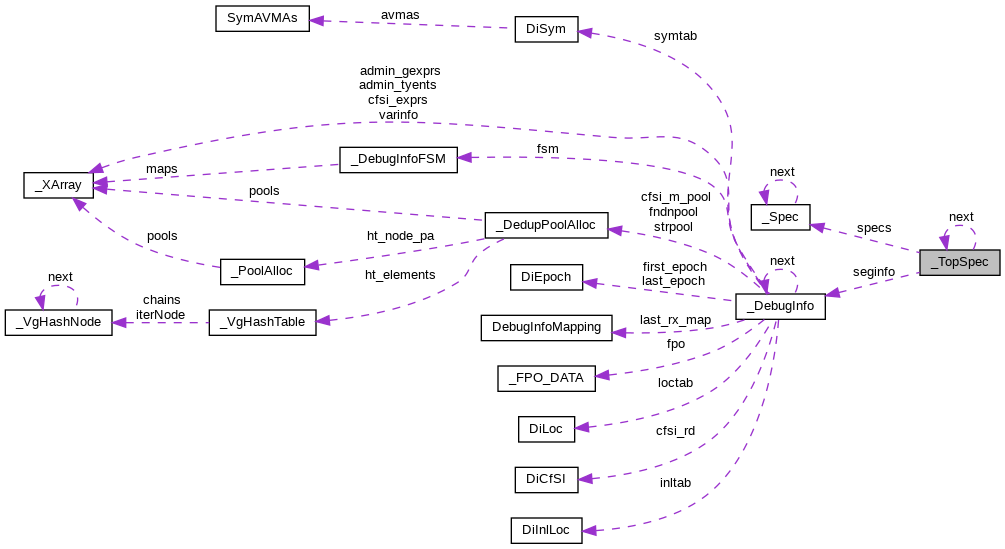 SymAVMAs
avmas
DiSym
symtab
admin_gexprs
admin_tyents
cfsi_exprs
varinfo
_DebugInfoFSM
fsm
maps
_XArray
pools
cfsi_m_pool
fndnpool
strpool
next
_Spec
specs
next
_TopSpec
_DedupPoolAlloc
ht_node_pa
pools
_PoolAlloc
ht_elements
DiEpoch
first_epoch
last_epoch
next
_DebugInfo
seginfo
next
_VgHashNode
chains
iterNode
_VgHashTable
DebugInfoMapping
last_rx_map
fpo
_FPO_DATA
loctab
DiLoc
cfsi_rd
DiCfSI
inltab
DiInlLoc